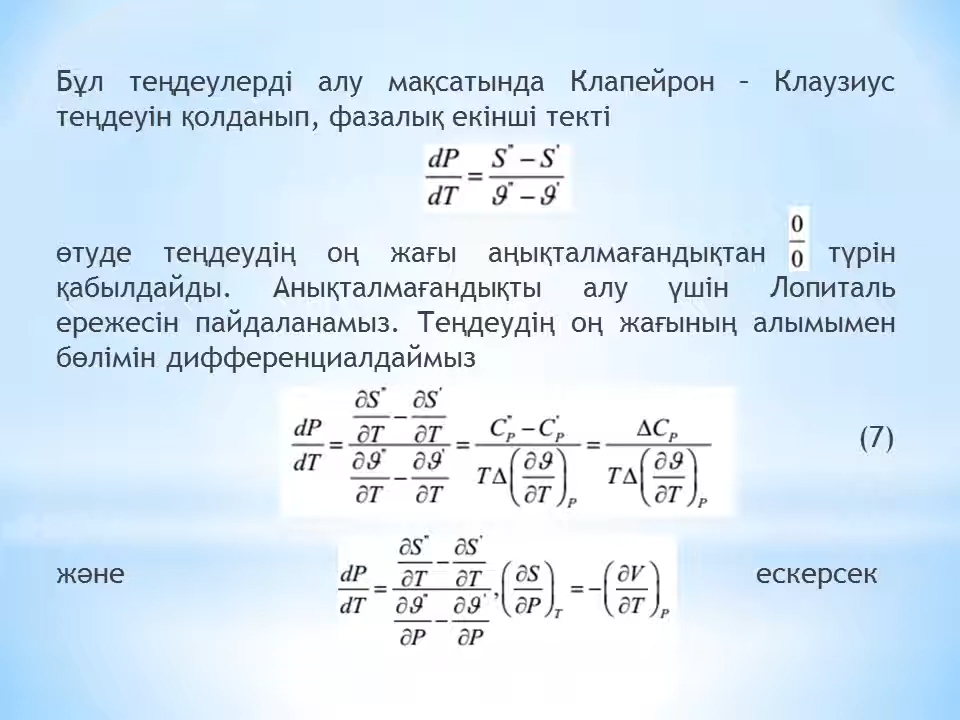 Бұл теңдеулерді алу мақсатында Клапейрон – Клаузиус
теңдеуін қолданып, фазалық екінші текті
dP/dT = (S" − S')/(ϑ" − ϑ')
өтуде теңдеудің оң жағы аңықталмағандықтан 0/0 түрін
қабылдайды. Анықталмағандықты алу үшін Лопиталь
ережесін пайдаланамыз. Теңдеудің оң жағының алымымен
бөлімін дифференциалдаймыз
dP/dT = (∂S"/∂T − ∂S'/∂T)/(∂ϑ"/∂T − ∂ϑ'/∂T) = (C"_P − C'_P)/(TΔ(∂ϑ/∂T)_P) = ΔC_P/(TΔ(∂ϑ/∂T)_P) (7)
және dP/dT = (∂S"/∂T − ∂S'/∂T)/(∂ϑ"/∂P − ∂ϑ'/∂P), (∂S/∂P)_T = −(∂V/∂T)_P ескерсек